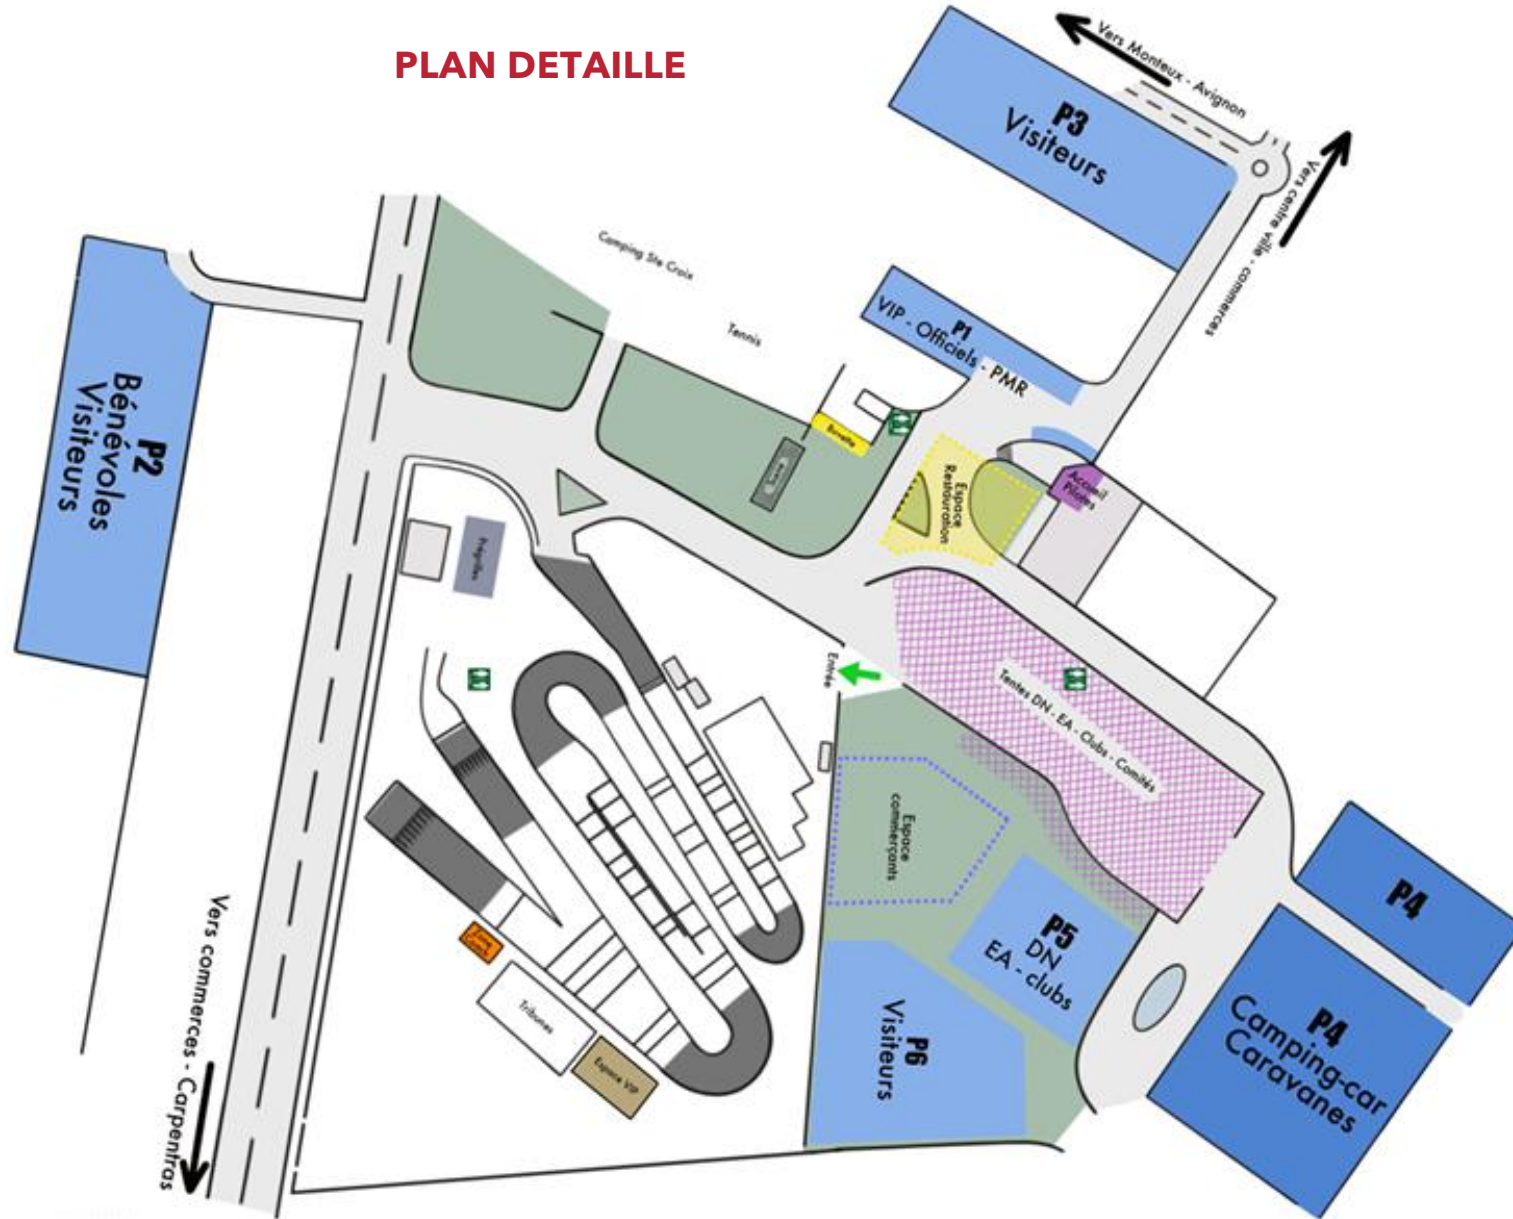 PLAN DETAILLE
Vers Monteux - Avignon
P3
Visiteurs
Vers centre ville - commerces
Camping Ste Croix
Tennis
P1
VIP - Officiels - PMR
P2
Bénévoles
Visiteurs
Buvette
Espace
Restauration
Accueil
Pilotes
Prégrilles
Entrée
Tentes DN - EA - Clubs - Comités
Espace
commerçants
P4
P5
DN
EA - clubs
P4
Camping-car
Caravanes
P6
Visiteurs
Tribunes
Espace VIP
Vers commerces - Carpentras